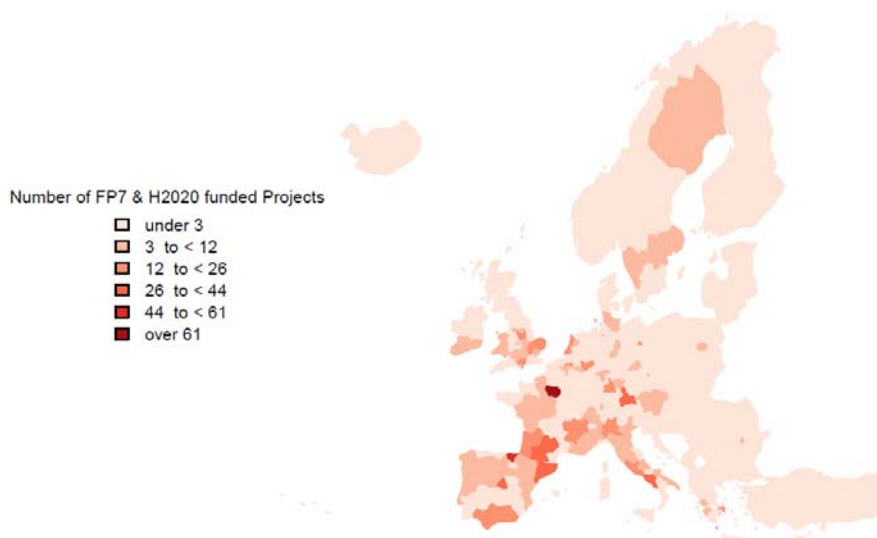 Number of FP7 & H2020 funded Projects
under 3
3 to < 12
12 to < 26
26 to < 44
44 to < 61
over 61